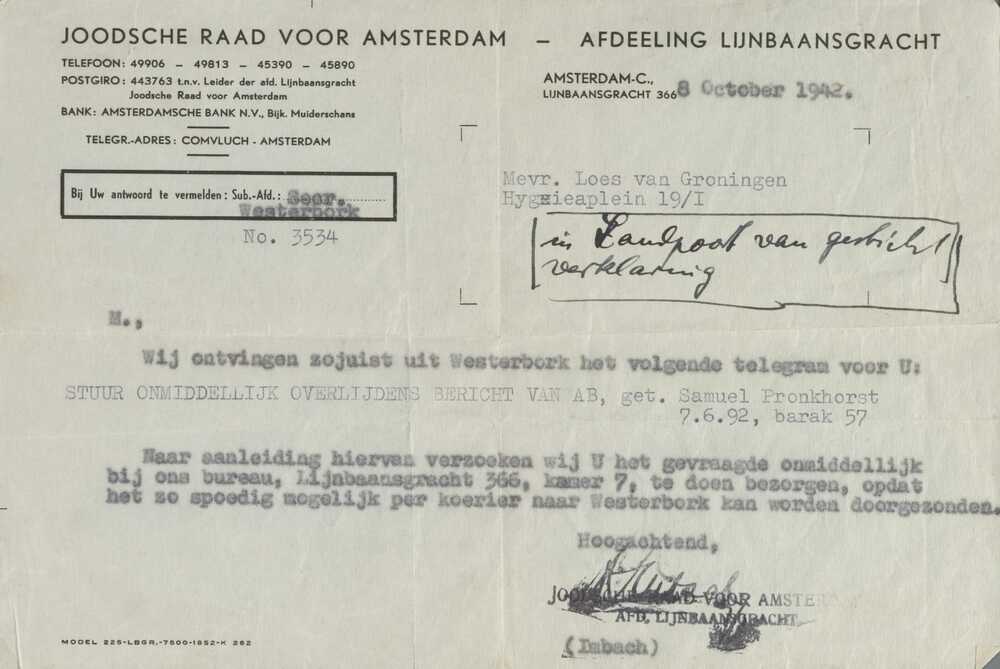 JOODSCHE RAAD VOOR AMSTERDAM – AFDEELING LIJNBAANSGRACHT
TELEFOON: 49906 – 49813 – 45390 – 45890
POSTGIRO: 443763 t.n.v. Leider der afd. Lijnbaansgracht
Joodsche Raad voor Amsterdam
BANK: AMSTERDAMSCHE BANK N.V., Bijk. Muiderschans
TELEGR.-ADRES: COMVLUCH - AMSTERDAM
AMSTERDAM-C.,
LIJNBAANSGRACHT 366 8 October 1942.
Bij Uw antwoord te vermelden: Sub.-Afd.:
Westerbork
No. 3534
Mevr. Loes van Groningen
Hygieaplein 19/I
in van
verklaring
M.,
Wij ontvingen zojuist uit Westerbork het volgende telegram voor U:
STUUR ONMIDDELLIJK OVERLIJDENS BERICHT VAN AB, get. Samuel Pronkhorst
7.6.92, barak 57
Naar aanleiding hiervan verzoeken wij U het gevraagde onmiddellijk
bij ons bureau, Lijnbaansgracht 366, kamer 7, te doen bezorgen, opdat
het zo spoedig mogelijk per koerier naar Westerbork kan worden doorgezonden.
Hoogachtend,
JOODSCHE RAAD VOOR AMSTERDAM
AFD. LIJNBAANSGRACHT
(Imbach)
MODEL 225-LBGR.-7500-1852-K 262